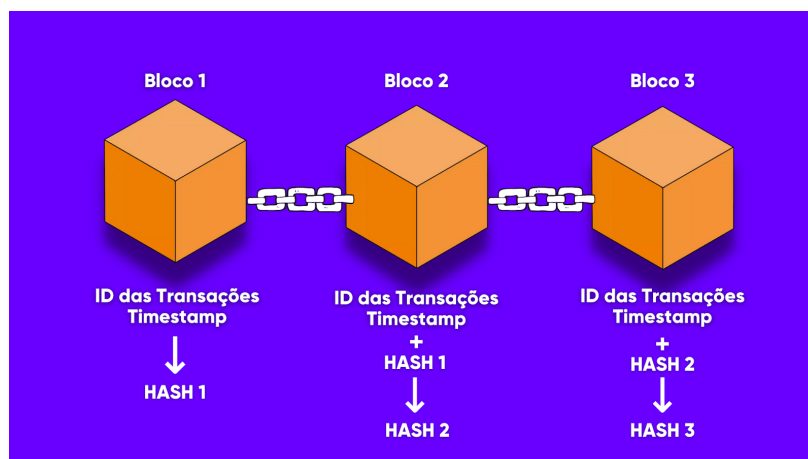 Bloco 1
ID das Transações
Timestamp
HASH 1
Bloco 2
ID das Transações
Timestamp
+
HASH 1
HASH 2
Bloco 3
ID das Transações
Timestamp
+
HASH 2
HASH 3